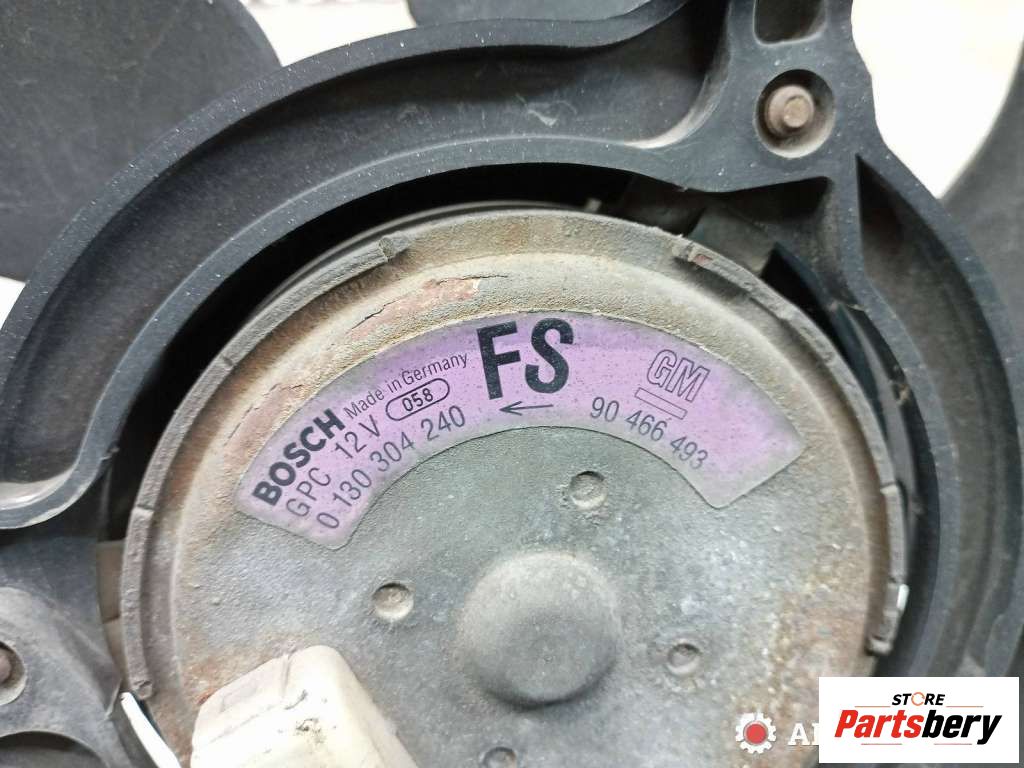 BOSCH Made in Germany
GPC 12 V 058
0 130 304 240
FS
GM
90 466 493
STORE
Partsbery